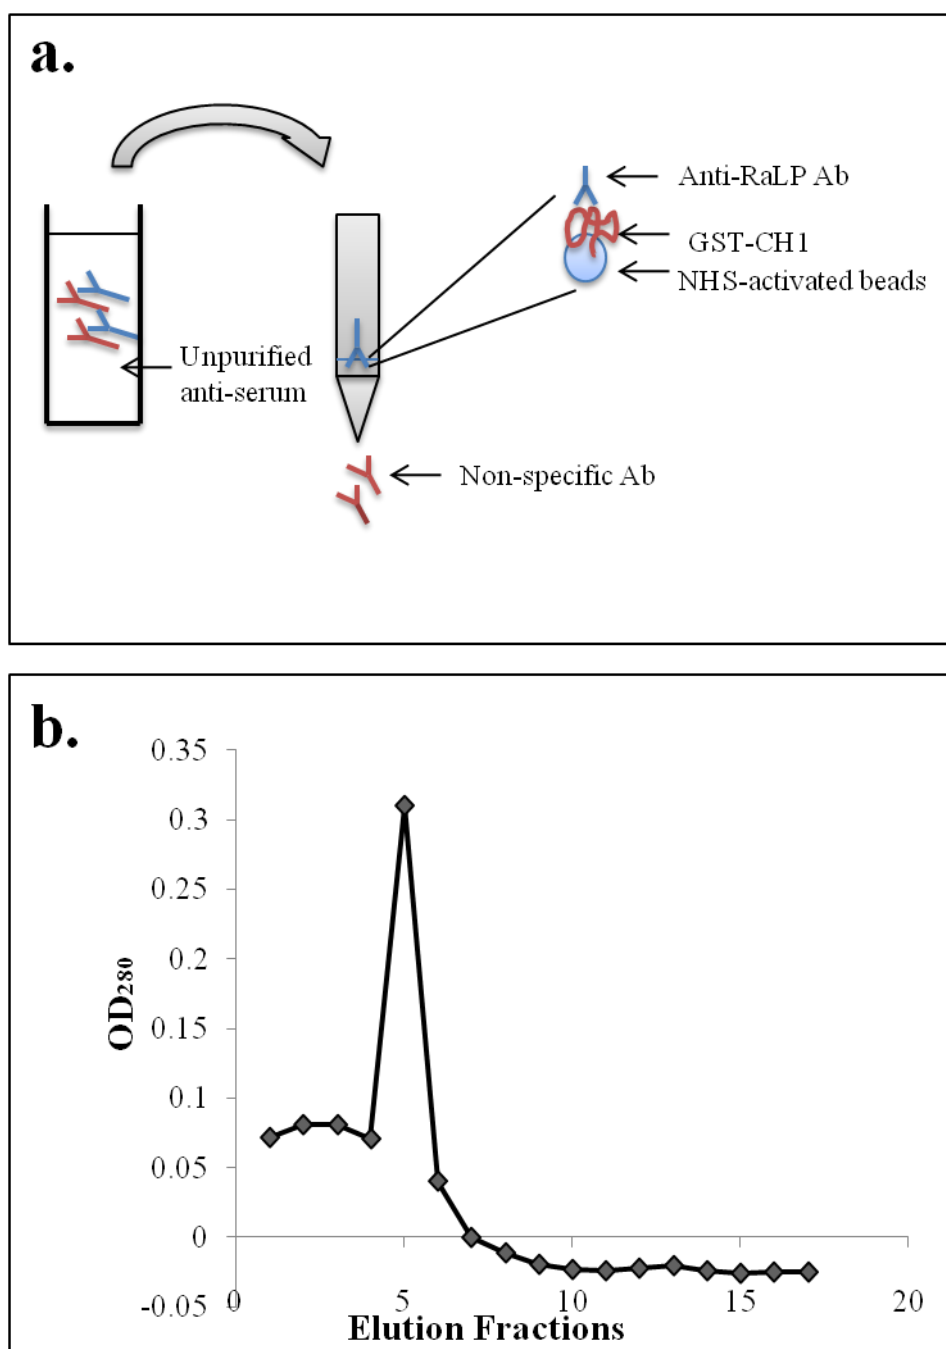 a.
Anti-RaLP Ab
GST-CH1
NHS-activated beads
Unpurified
anti-serum
Non-specific Ab
b.
0.35
0.3
0.25
0.2
0.15
0.1
0.05
0
-0.05
OD₂₈₀
0
5
10
15
20
Elution Fractions